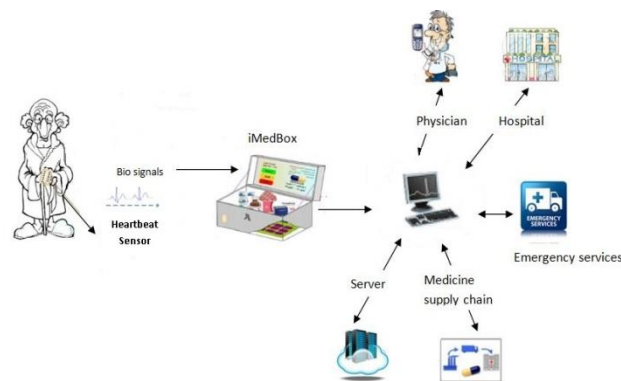 Physician
Hospital
iMedBox
Bio signals
Heartbeat
Sensor
EMERGENCY
SERVICES
Emergency services
Server
Medicine
supply chain